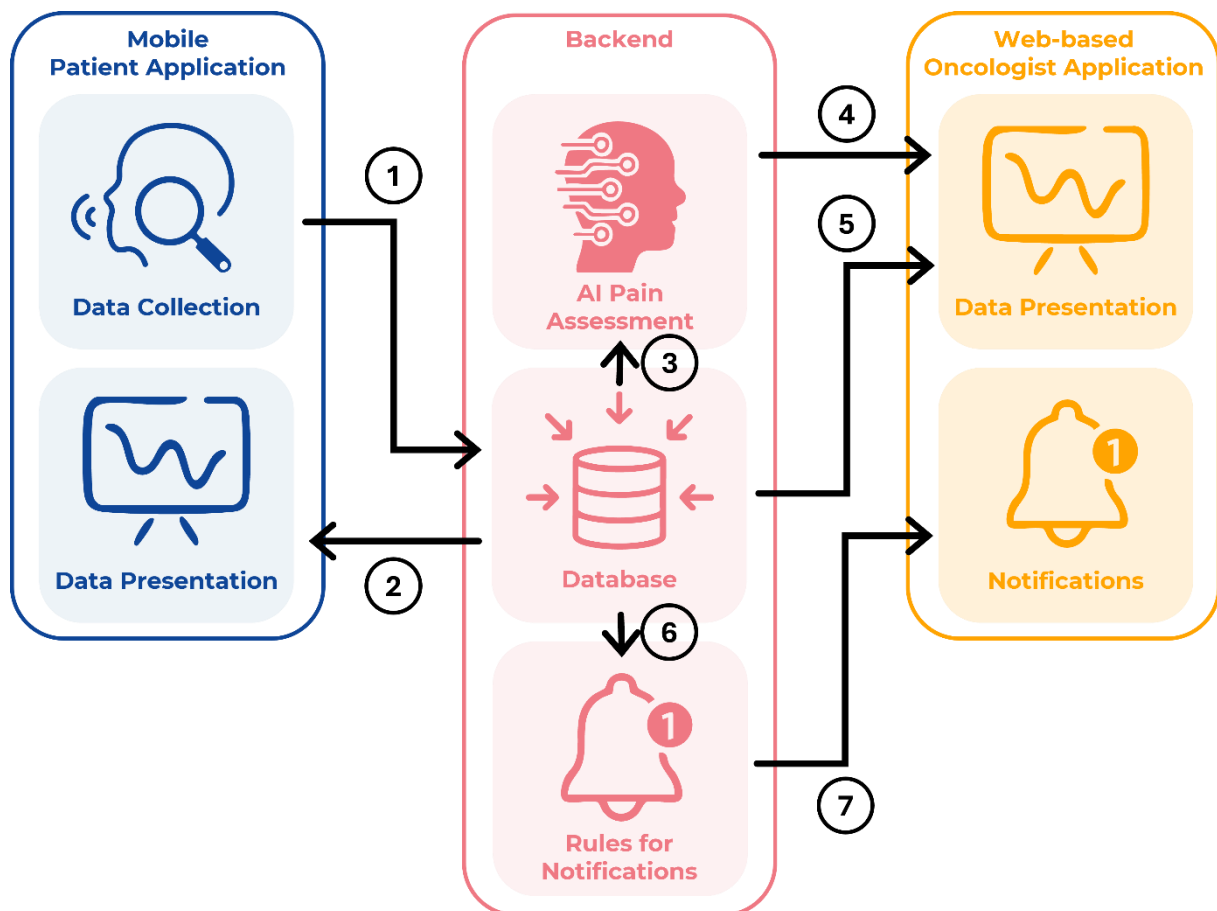 Mobile
Patient Application
Data Collection
Data Presentation
1
2
Backend
AI Pain
Assessment
3
Database
6
1
Rules for
Notifications
4
5
7
Web-based
Oncologist Application
Data Presentation
1
Notifications